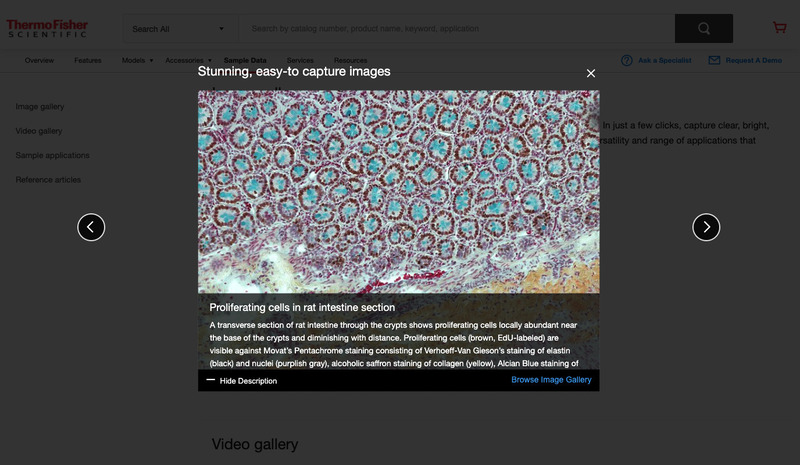 ThermoFisher
SCIENTIFIC
Search All
Search by catalog number, product name, keyword, application
Overview
Features
Models
Accessories
Sample Data
Services
Resources
Ask a Specialist
Request A Demo
Stunning, easy-to capture images
Image gallery
Video gallery
Sample applications
Reference articles
In just a few clicks, capture clear, bright,
and range of applications that
Proliferating cells in rat intestine section
A transverse section of rat intestine through the crypts shows proliferating cells locally abundant near
the base of the crypts and diminishing with distance. Proliferating cells (brown, EdU-labeled) are
visible against Movat's Pentachrome staining consisting of Verhoeff-Van Gieson's staining of elastin
(black) and nuclei (purplish gray), alcoholic saffron staining of collagen (yellow), Alcian Blue staining of
Hide Description
Browse Image Gallery
Video gallery